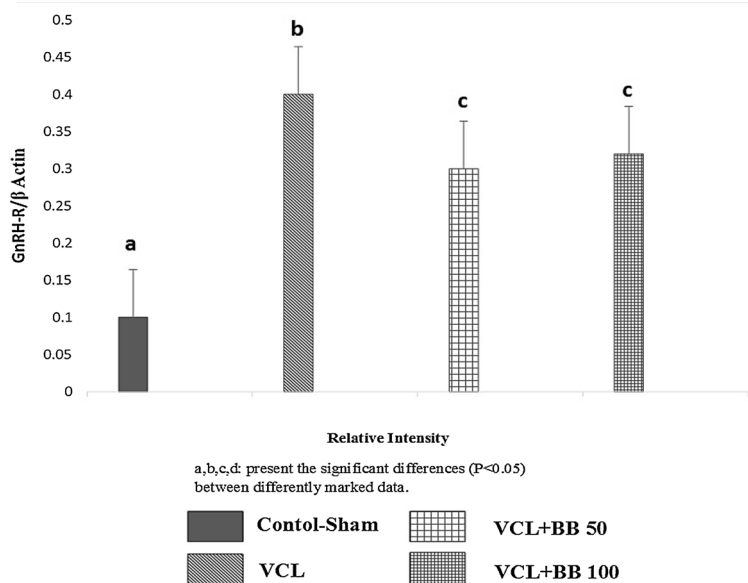 0.5
0.45
0.4
0.35
0.3
0.25
0.2
0.15
0.1
0.05
0
GnRH-R/β Actin
a
b
c
c
Relative Intensity
a,b,c,d: present the significant differences (P<0.05)
between differently marked data.
Contol-Sham
VCL+BB 50
VCL
VCL+BB 100